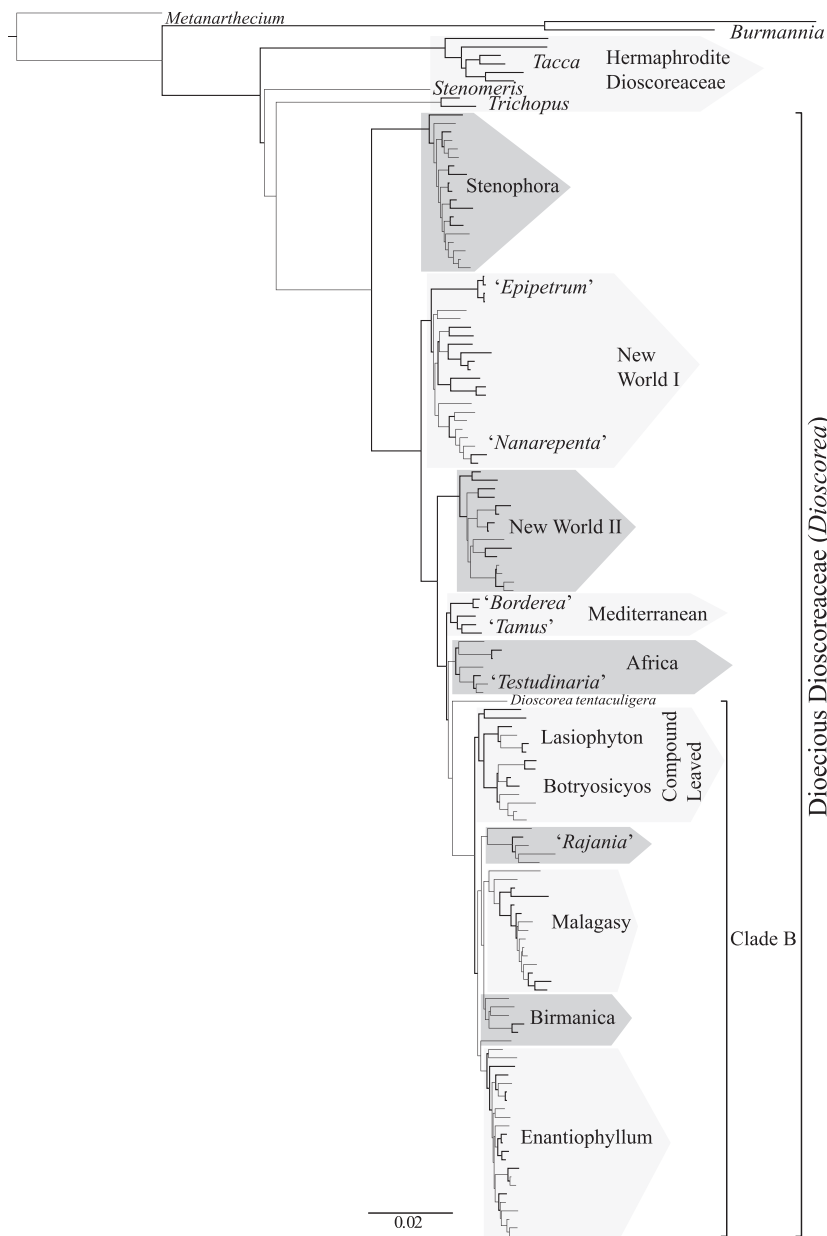 Metanarthecium
Burmannia
Tacca
Hermaphrodite
Dioscoreaceae
Stenomeris
Trichopus
Stenophora
‘Epipetrum’
New
World I
‘Nanarepenta’
New World II
‘Borderea’
Mediterranean
‘Tamus’
Africa
‘Testudinaria’
Dioscorea tentaculigera
Lasiophyton
Botryosicyos
Compound
Leaved
‘Rajania’
Malagasy
Clade B
Birmanica
Enantiophyllum
Dioecious Dioscoreaceae (Dioscorea)
0.02